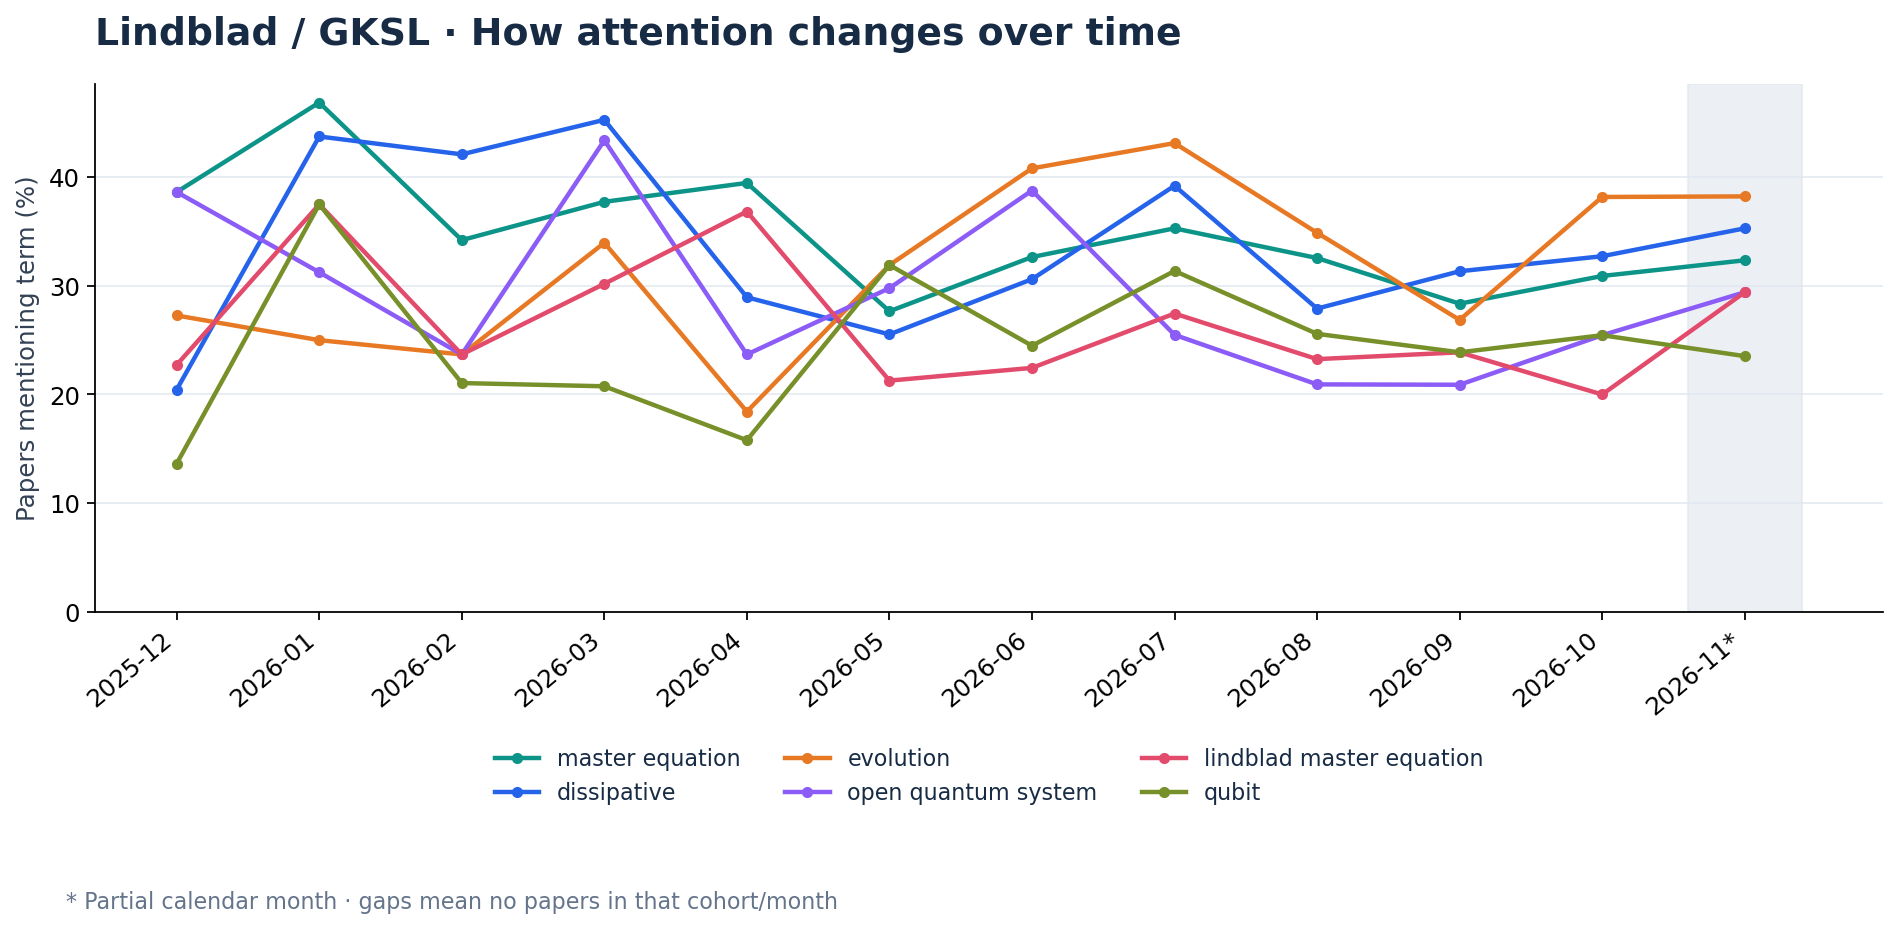 Lindblad / GKSL · How attention changes over time
Papers mentioning term (%)
40
30
20
10
0
2025-12
2026-01
2026-02
2026-03
2026-04
2026-05
2026-06
2026-07
2026-08
2026-09
2026-10
2026-11*
master equation
evolution
lindblad master equation
dissipative
open quantum system
qubit
* Partial calendar month · gaps mean no papers in that cohort/month